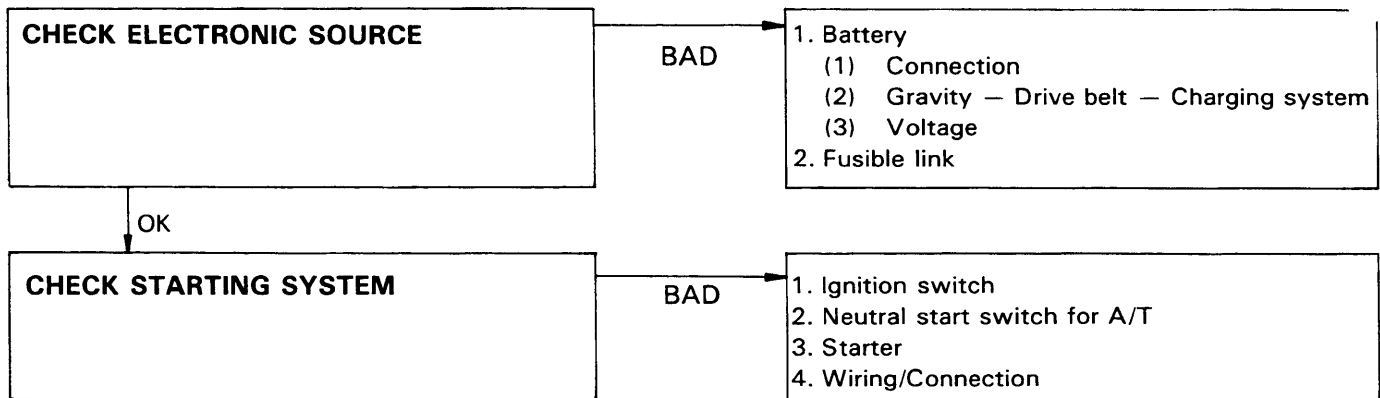 CHECK ELECTRONIC SOURCE
BAD
1. Battery
(1) Connection
(2) Gravity — Drive belt — Charging system
(3) Voltage
2. Fusible link
OK
CHECK STARTING SYSTEM
BAD
1. Ignition switch
2. Neutral start switch for A/T
3. Starter
4. Wiring/Connection